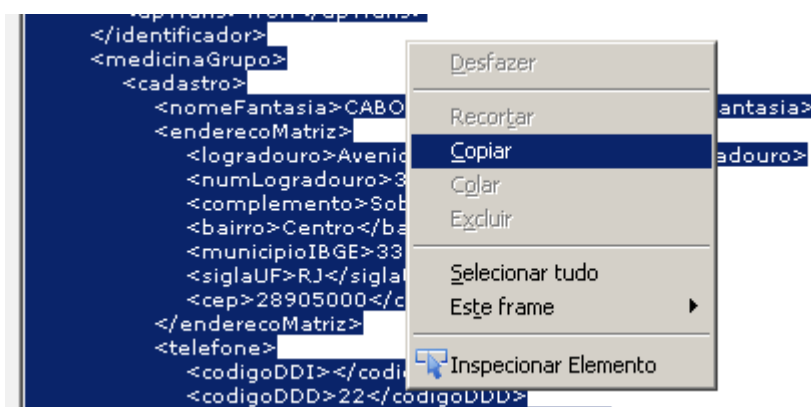 </identificador>
<medicinaGrupo>
<cadastro>
<nomeFantasia>CABO
antasia>
<enderecoMatriz>
<logradouro>Avenid
adouro>
<numLogradouro>3
<complemento>Sob
<bairro>Centro</ba
<municipioIBGE>33
<siglaUF>RJ</sigla
<cep>28905000</c
</enderecoMatriz>
<telefone>
<codigoDDI></codi
<codigoDDD>22</codigoDDD>
Desfazer
Recortar
Copiar
Colar
Excluir
Selecionar tudo
Este frame
Inspecionar Elemento